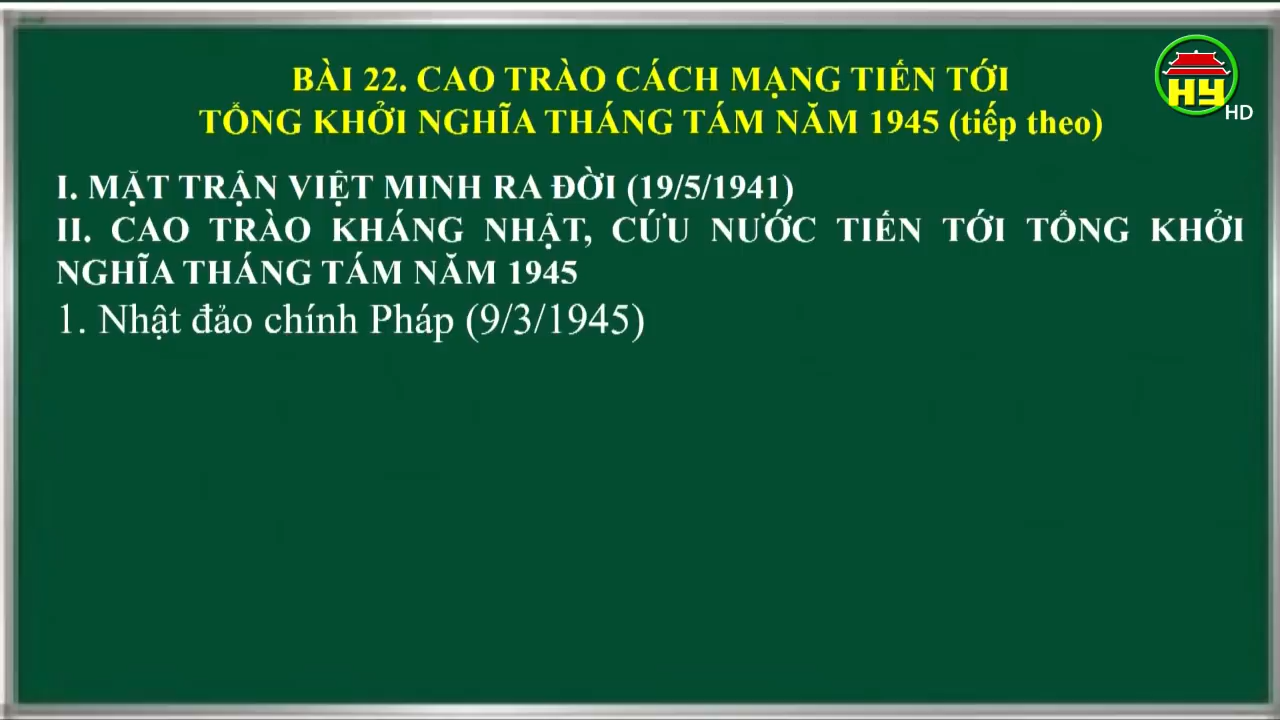 BÀI 22. CAO TRÀO CÁCH MẠNG TIẾN TỚI
TỔNG KHỞI NGHĨA THÁNG TÁM NĂM 1945 (tiếp theo)
HY
HD
I. MẶT TRẬN VIỆT MINH RA ĐỜI (19/5/1941)
II. CAO TRÀO KHÁNG NHẬT, CỨU NƯỚC TIẾN TỚI TỔNG KHỞI
NGHĨA THÁNG TÁM NĂM 1945
1. Nhật đảo chính Pháp (9/3/1945)